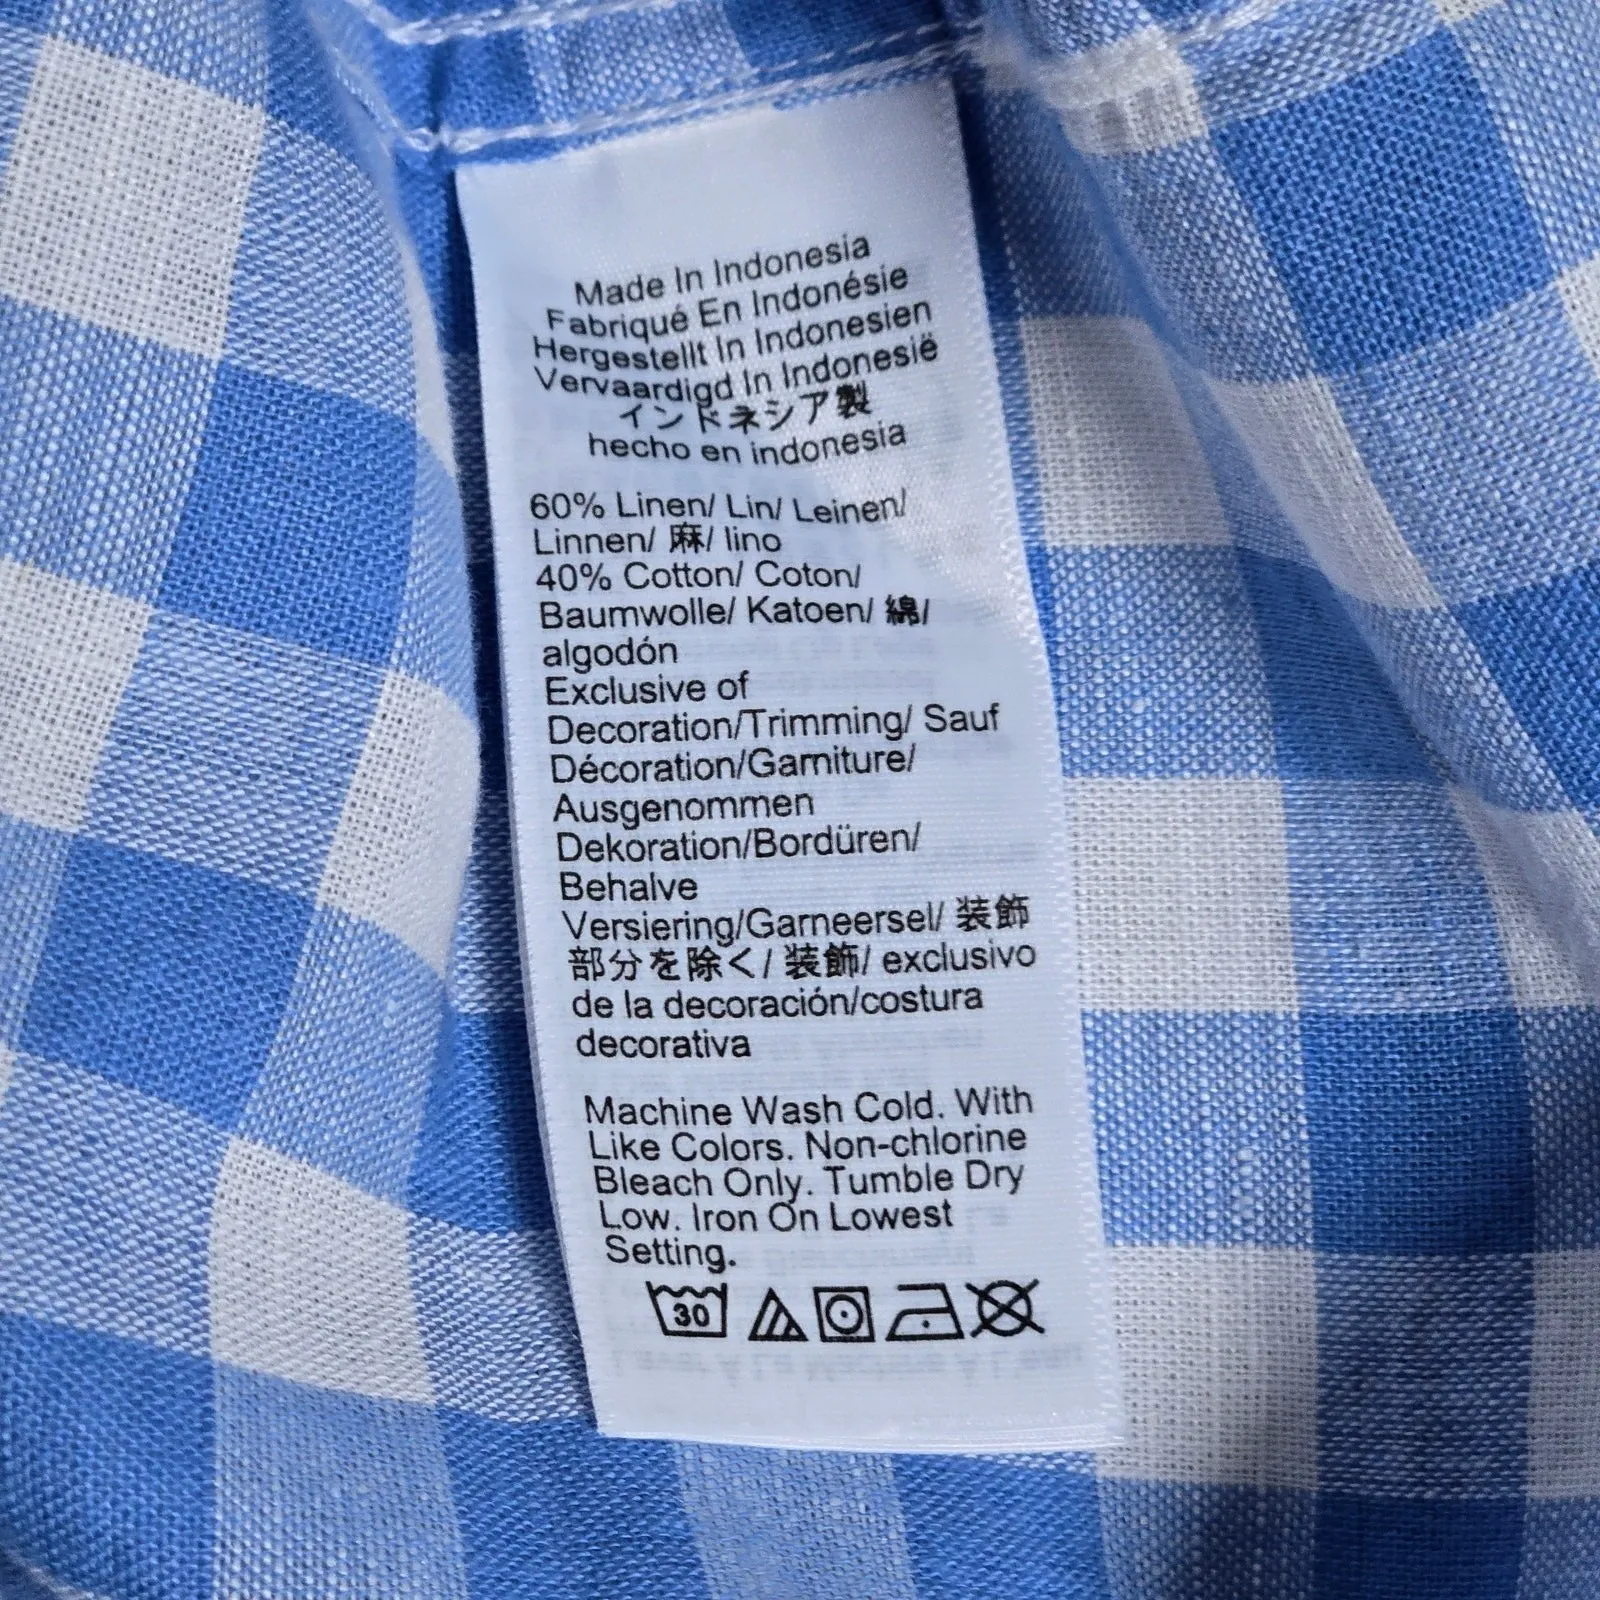 Made In Indonesia
Fabriqué En Indonésie
Hergestellt In Indonesien
Vervaardigd In Indonesië
インドネシア製
hecho en indonesia
60% Linen/ Lin/ Leinen/
Linnen/ 麻/ lino
40% Cotton/ Coton/
Baumwolle/ Katoen/ 綿/
algodón
Exclusive of
Decoration/Trimming/ Sauf
Décoration/Garniture/
Ausgenommen
Dekoration/Bordüren/
Behalve
Versiering/Garneersel/ 装飾
部分を除く/ 装飾/ exclusivo
de la decoración/costura
decorativa
Machine Wash Cold. With
Like Colors. Non-chlorine
Bleach Only. Tumble Dry
Low. Iron On Lowest
Setting.
30